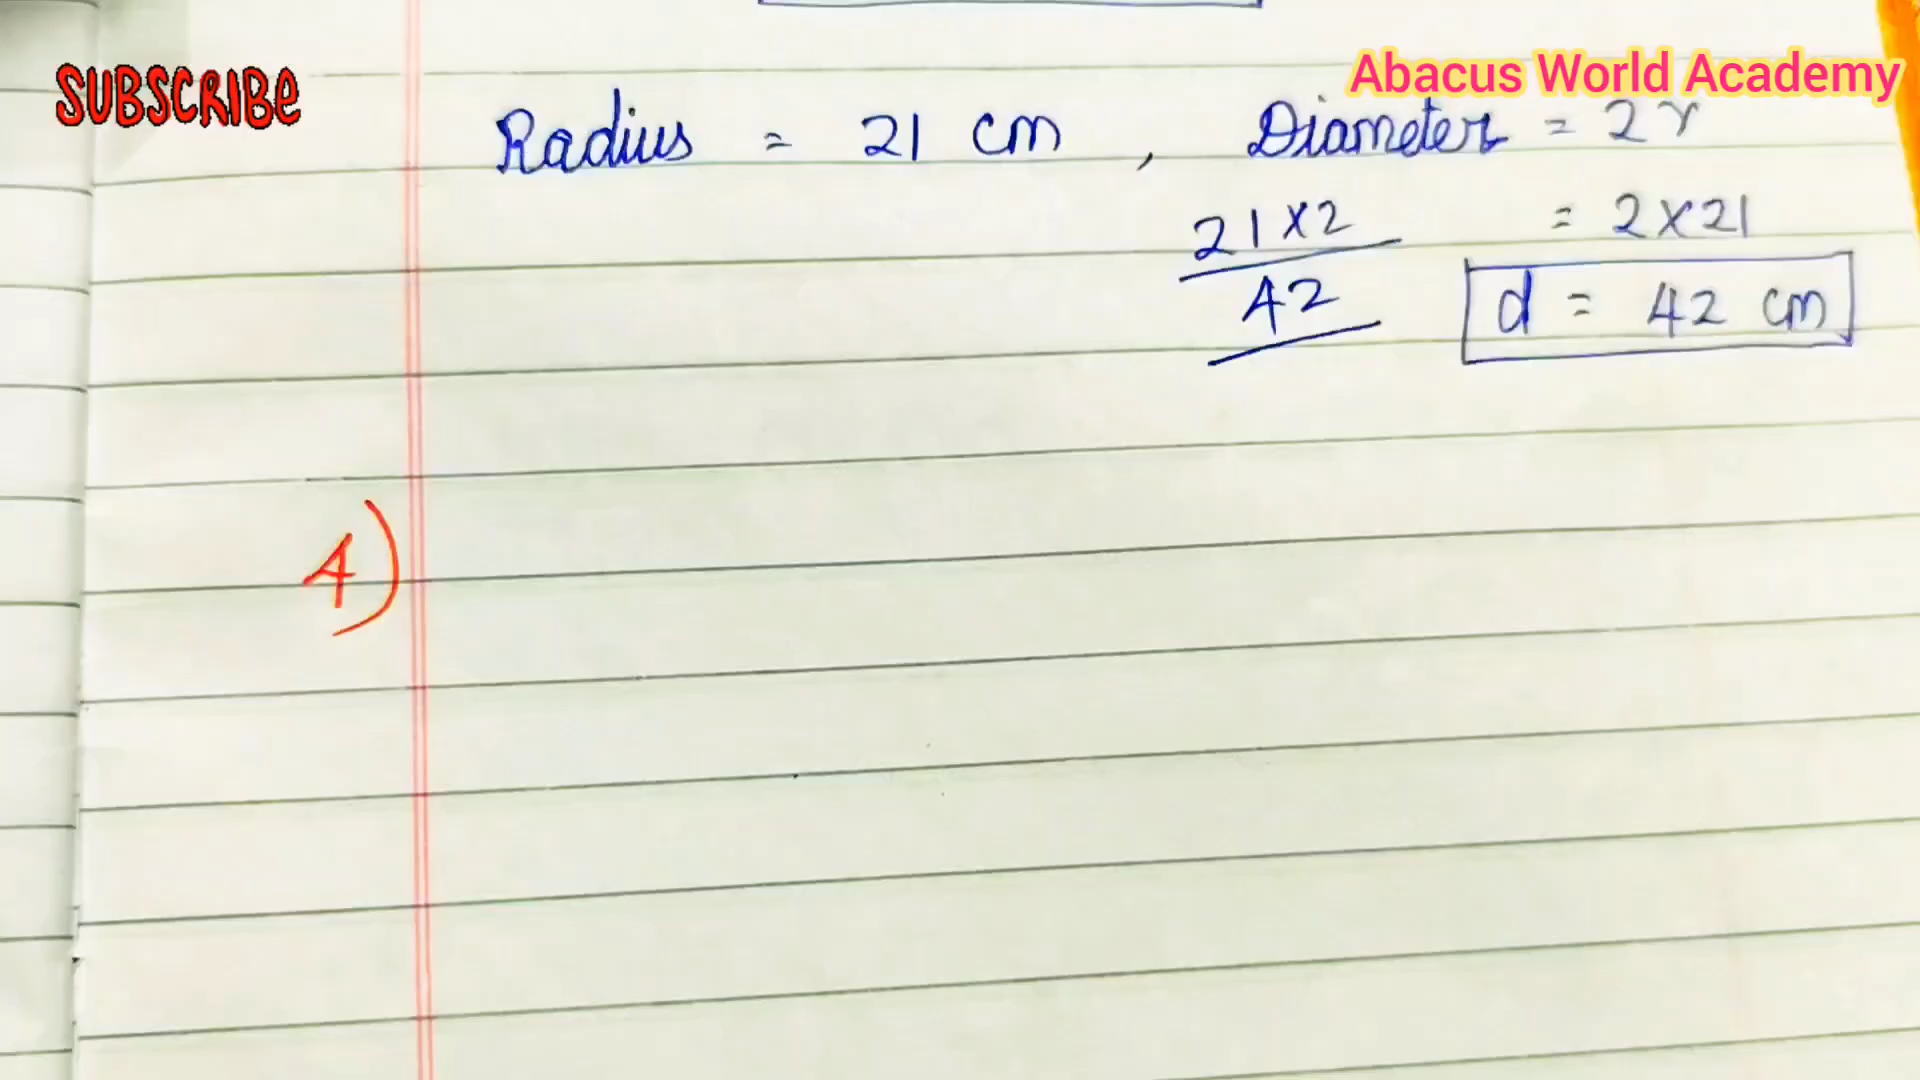 SUBSCRIBE
Abacus World Academy
Radius = 21 cm , Diameter = 2r
21 x 2 = 2 x 21
42 d = 42 cm
4)